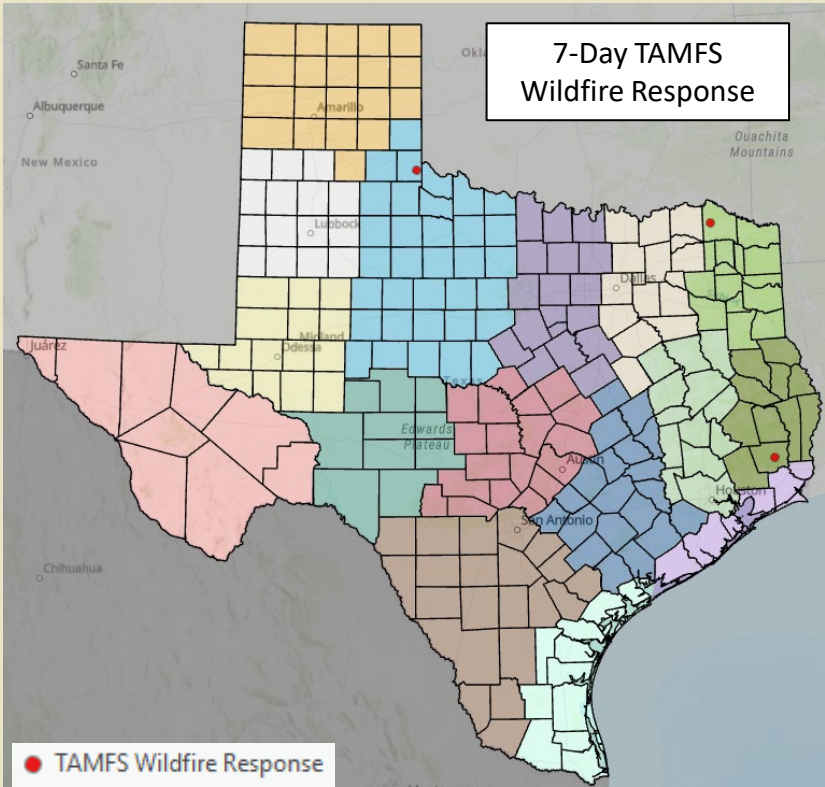 7-Day TAMFS
Wildfire Response
Santa Fe
Albuquerque
New Mexico
Amarillo
Ouachita
Mountains
Lubbock
Dallas
Juárez
Midland
Odessa
Texas
Edwards
Plateau
Austin
Houston
San Antonio
Chihuahua
TAMFS Wildfire Response